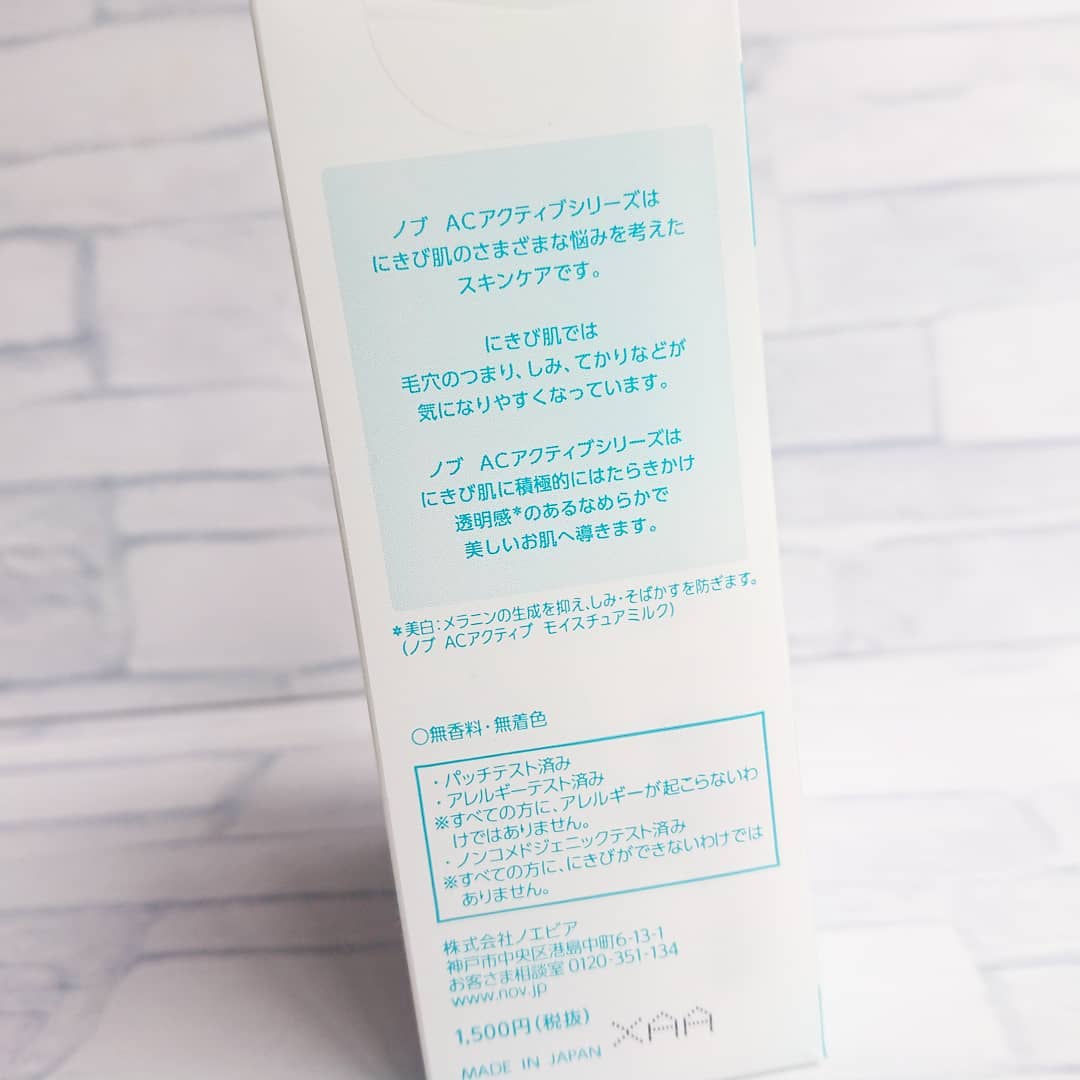 ノブ ACアクティブシリーズは
にきび肌のさまざまな悩みを考えた
スキンケアです。
にきび肌では
毛穴のつまり、しみ、てかりなどが
気になりやすくなっています。
ノブ ACアクティブシリーズは
にきび肌に積極的にはたらきかけ
透明感*のあるなめらかで
美しいお肌へ導きます。
*美白:メラニンの生成を抑え、しみ・そばかすを防ぎます。
(ノブ ACアクティブ モイスチュアミルク)
○無香料・無着色
・パッチテスト済み
・アレルギーテスト済み
※すべての方に、アレルギーが起こらないわ
けではありません。
・ノンコメドジェニックテスト済み
※すべての方に、にきびができないわけでは
ありません。
株式会社ノエビア
神戸市中央区港島中町6-13-1
お客さま相談室 0120-351-134
www.nov.jp
1,500円(税抜) XAA
MADE IN JAPAN